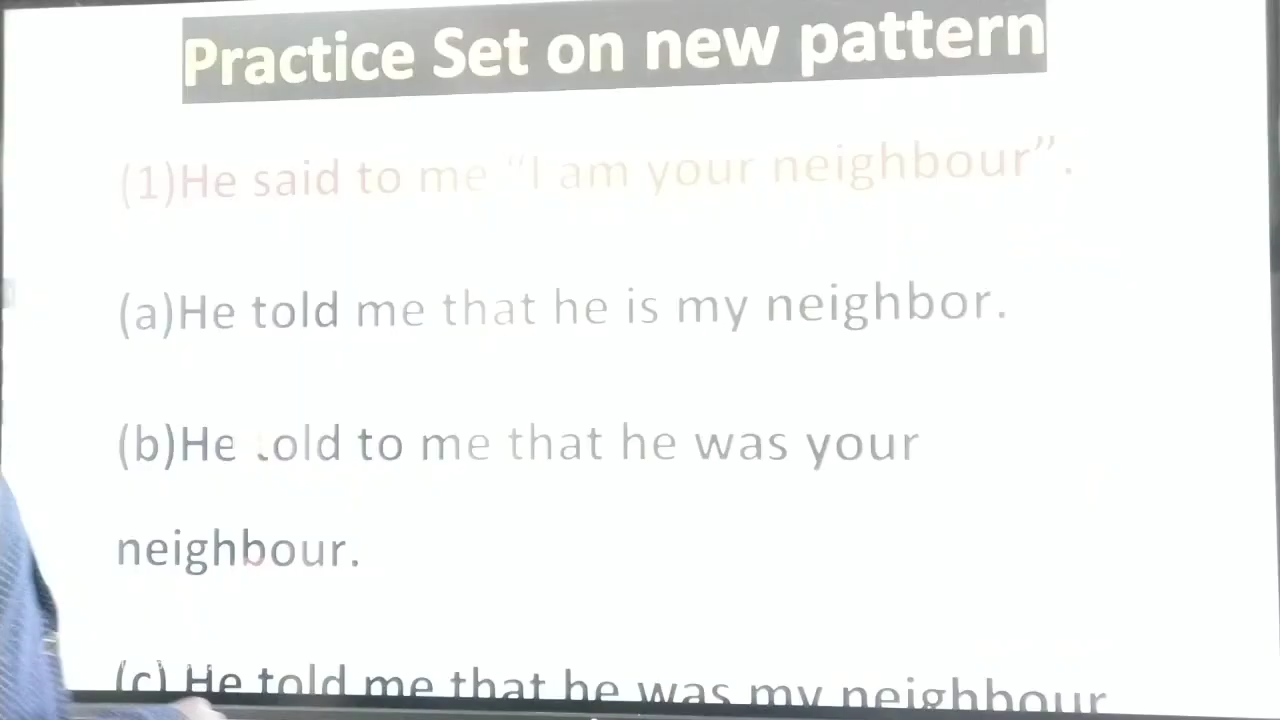 Practice Set on new pattern
(1)He said to me “I am your neighbour”.
(a)He told me that he is my neighbor.
(b)He told to me that he was your
neighbour.
(c) He told me that he was my neighbour